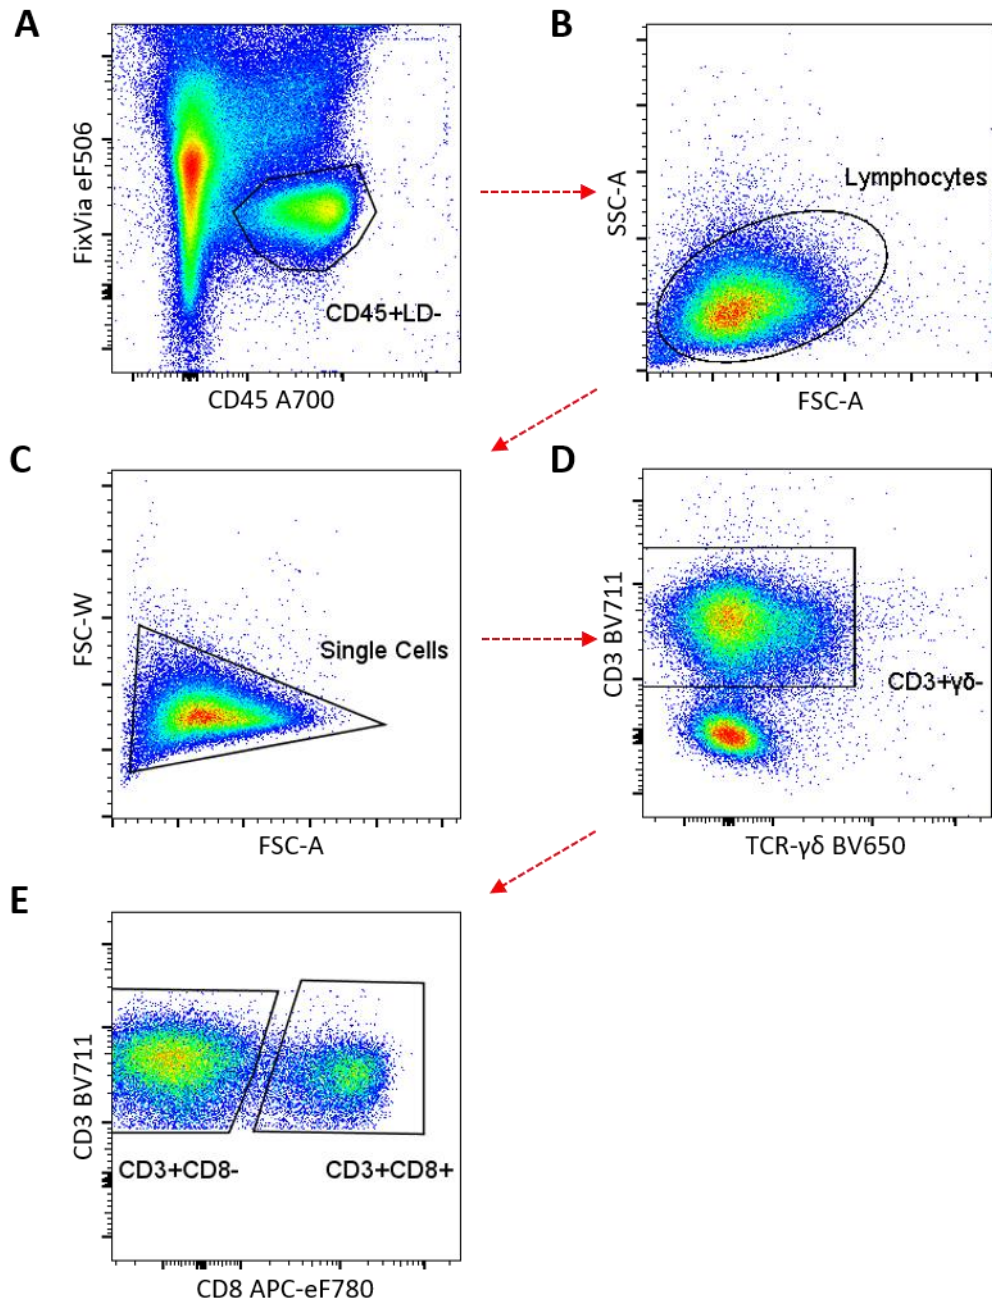 A
FixVia eF506
CD45+LD-
CD45 A700
B
SSC-A
Lymphocytes
FSC-A
C
FSC-W
Single Cells
FSC-A
D
CD3 BV711
CD3+γδ-
TCR-γδ BV650
E
CD3 BV711
CD3+CD8-
CD3+CD8+
CD8 APC-eF780